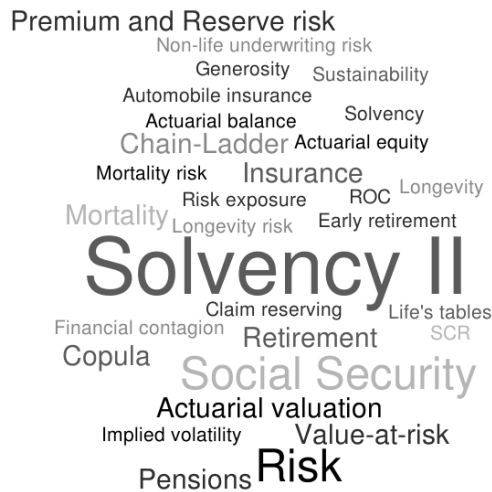 Premium and Reserve risk
Non-life underwriting risk
Generosity
Sustainability
Automobile insurance
Solvency
Actuarial balance
Chain-Ladder
Actuarial equity
Mortality risk
Insurance
Longevity
Risk exposure
ROC
Mortality
Longevity risk
Early retirement
Solvency II
Claim reserving
Life's tables
Financial contagion
Retirement
SCR
Copula
Social Security
Actuarial valuation
Implied volatility
Value-at-risk
Pensions
Risk